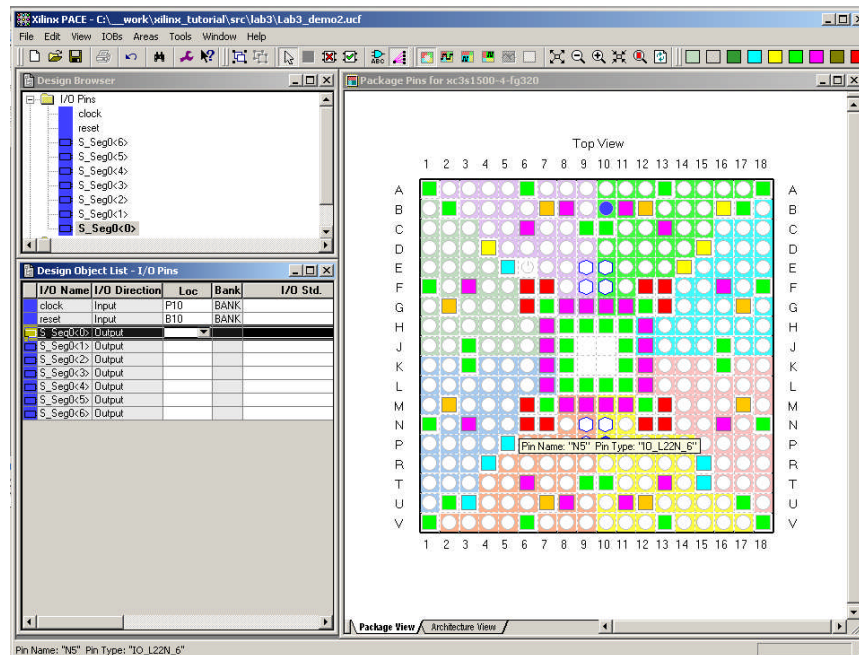 Xilinx PACE - C:\__work\xilinx_tutorial\src\lab3\Lab3_demo2.ucf
File Edit View IOBs Areas Tools Window Help
Design Browser
I/O Pins
clock
reset
S_Seg0<6>
S_Seg0<5>
S_Seg0<4>
S_Seg0<3>
S_Seg0<2>
S_Seg0<1>
S_Seg0<0>
Design Object List - I/O Pins
I/O Name I/O Direction Loc Bank I/O Std.
clock Input P10 BANK
reset Input B10 BANK
S_Seg0<0> Output
S_Seg0<1> Output
S_Seg0<2> Output
S_Seg0<3> Output
S_Seg0<4> Output
S_Seg0<5> Output
S_Seg0<6> Output
Package Pins for xc3s1500-4-fg320
Top View
1 2 3 4 5 6 7 8 9 10 11 12 13 14 15 16 17 18
A A
B B
C C
D D
E E
F F
G G
H H
J J
K K
L L
M M
N N
P Pin Name: "N5" Pin Type: "IO_L22N_6" P
R R
T T
U U
V V
1 2 3 4 5 6 7 8 9 10 11 12 13 14 15 16 17 18
Package View Architecture View
Pin Name: "N5" Pin Type: "IO_L22N_6"